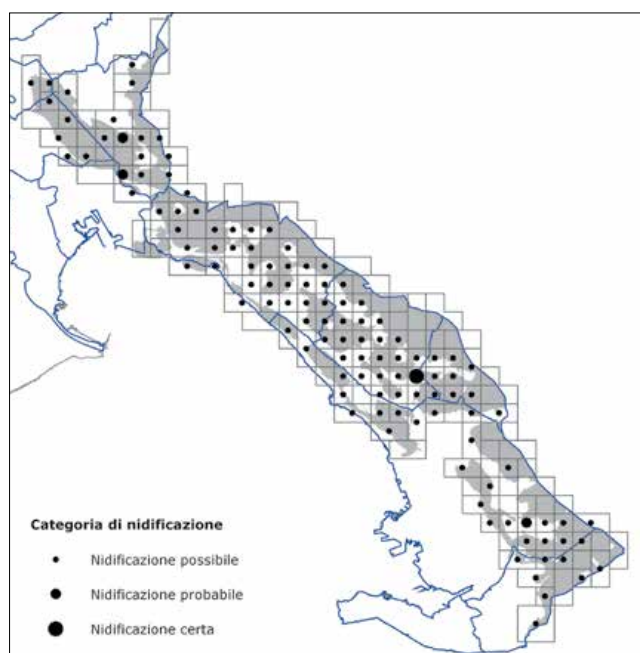 Categoria di nidificazione
Nidificazione possibile
Nidificazione probabile
Nidificazione certa